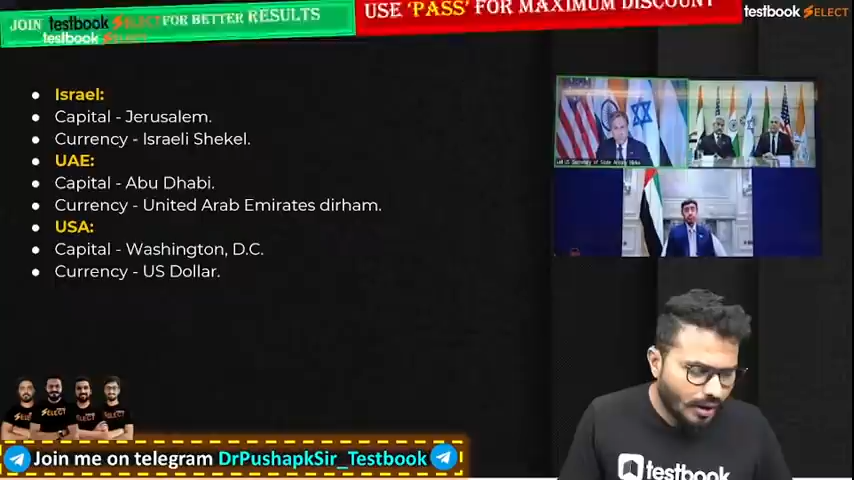 JOIN testbook SELECT FOR BETTER RESULTS
testbook SELECT
USE 'PASS' FOR MAXIMUM DISCOUNT
testbook SELECT
Israel:
Capital - Jerusalem.
Currency - Israeli Shekel.
UAE:
Capital - Abu Dhabi.
Currency - United Arab Emirates dirham.
USA:
Capital - Washington, D.C.
Currency - US Dollar.
Join me on telegram DrPushapkSir_Testbook
testbook